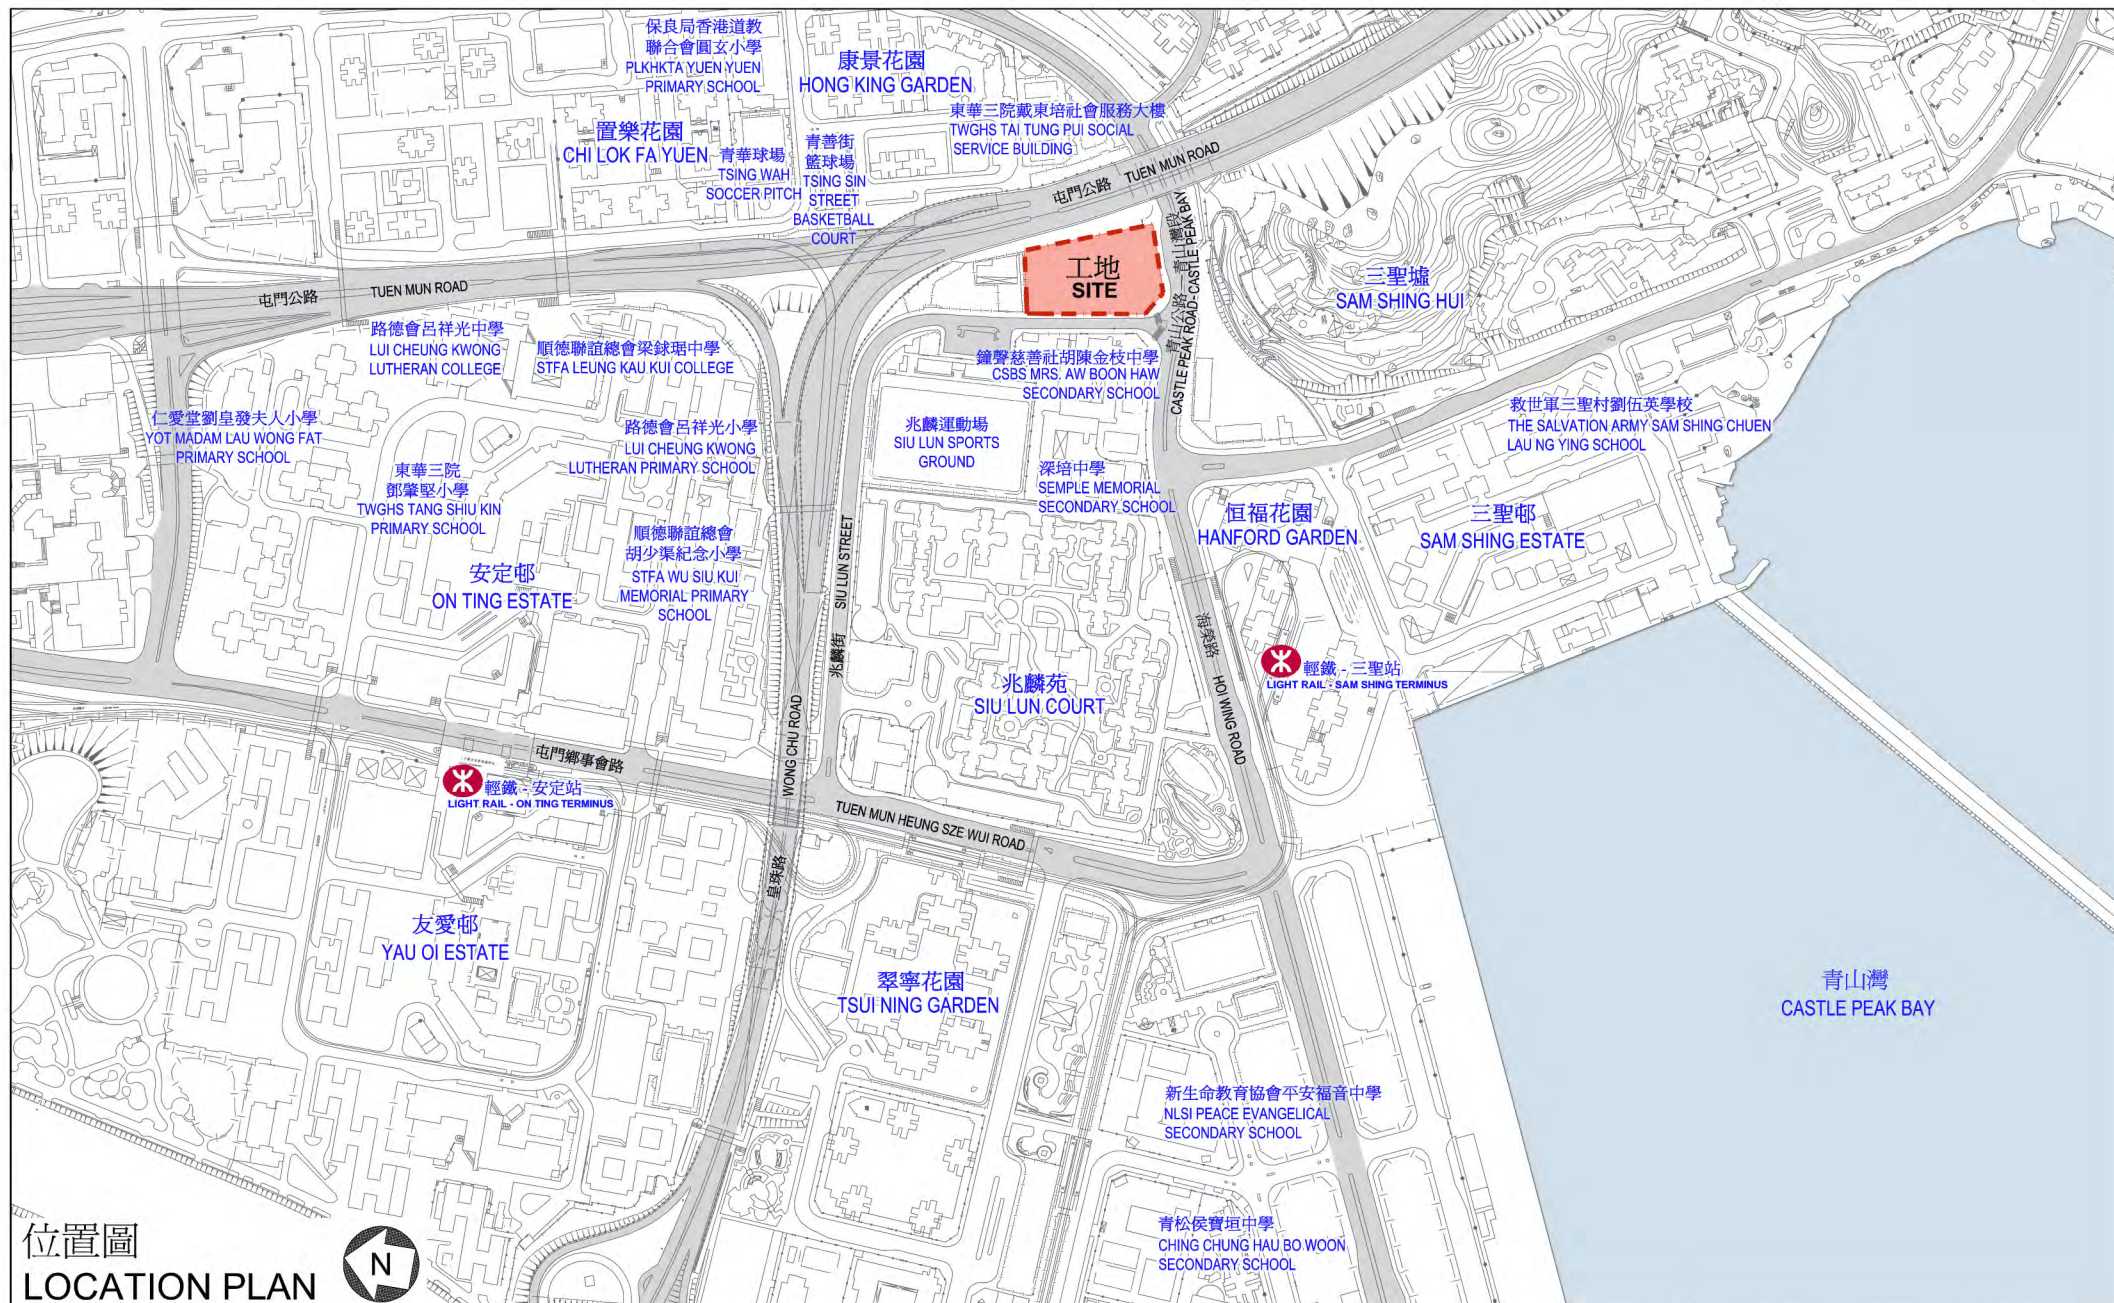 保良局香港道教
聯合會圓玄小學
PLKHKTA YUEN YUEN
PRIMARY SCHOOL
康景花園
HONG KING GARDEN
東華三院戴東培社會服務大樓
TWGHS TAI TUNG PUI SOCIAL
SERVICE BUILDING
置樂花園
CHI LOK FA YUEN
青華球場
TSING WAH
SOCCER PITCH
青善街
籃球場
TSING SIN
STREET
BASKETBALL
COURT
屯門公路 TUEN MUN ROAD
屯門公路 TUEN MUN ROAD
工地
SITE
青山公路—青山灣段
CASTLE PEAK ROAD-CASTLE PEAK BAY
三聖墟
SAM SHING HUI
路德會呂祥光中學
LUI CHEUNG KWONG
LUTHERAN COLLEGE
順德聯誼總會梁銶琚中學
STFA LEUNG KAU KUI COLLEGE
鐘聲慈善社胡陳金枝中學
CSBS MRS. AW BOON HAW
SECONDARY SCHOOL
仁愛堂劉皇發夫人小學
YOT MADAM LAU WONG FAT
PRIMARY SCHOOL
路德會呂祥光小學
LUI CHEUNG KWONG
LUTHERAN PRIMARY SCHOOL
兆麟運動場
SIU LUN SPORTS
GROUND
救世軍三聖村劉伍英學校
THE SALVATION ARMY SAM SHING CHUEN
LAU NG YING SCHOOL
東華三院
鄧肇堅小學
TWGHS TANG SHIU KIN
PRIMARY SCHOOL
深培中學
SEMPLE MEMORIAL
SECONDARY SCHOOL
恒福花園
HANFORD GARDEN
三聖邨
SAM SHING ESTATE
順德聯誼總會
胡少渠紀念小學
STFA WU SIU KUI
MEMORIAL PRIMARY
SCHOOL
安定邨
ON TING ESTATE
兆麟街 SIU LUN STREET
海榮路 HOI WING ROAD
輕鐵 - 三聖站
LIGHT RAIL - SAM SHING TERMINUS
兆麟苑
SIU LUN COURT
皇珠路 WONG CHU ROAD
屯門鄉事會路
TUEN MUN HEUNG SZE WUI ROAD
輕鐵 - 安定站
LIGHT RAIL - ON TING TERMINUS
友愛邨
YAU OI ESTATE
翠寧花園
TSUI NING GARDEN
青山灣
CASTLE PEAK BAY
新生命教育協會平安福音中學
NLSI PEACE EVANGELICAL
SECONDARY SCHOOL
青松侯寶垣中學
CHING CHUNG HAU BO WOON
SECONDARY SCHOOL
位置圖
LOCATION PLAN
N